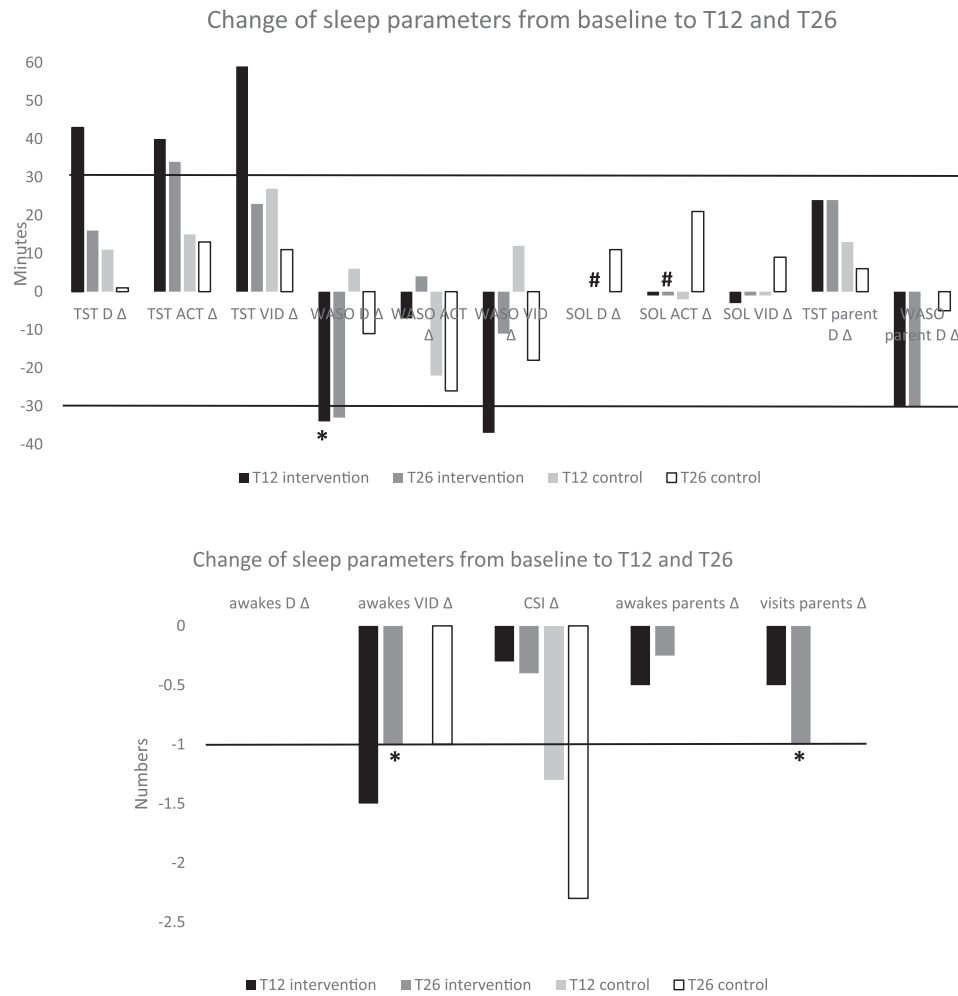 Change of sleep parameters from baseline to T12 and T26
60
50
40
30
20
10
0
-10
-20
-30
-40
Minutes
# #
TST D Δ TST ACT Δ TST VID Δ WASO D Δ WASO ACT Δ WASO VID Δ SOL D Δ SOL ACT Δ SOL VID Δ TST parent D Δ WASO parent D Δ
*
T12 intervention T26 intervention T12 control T26 control
Change of sleep parameters from baseline to T12 and T26
awakes D Δ awakes VID Δ CSI Δ awakes parents Δ visits parents Δ
0
-0.5
-1
-1.5
-2
-2.5
Numbers
* *
T12 intervention T26 intervention T12 control T26 control